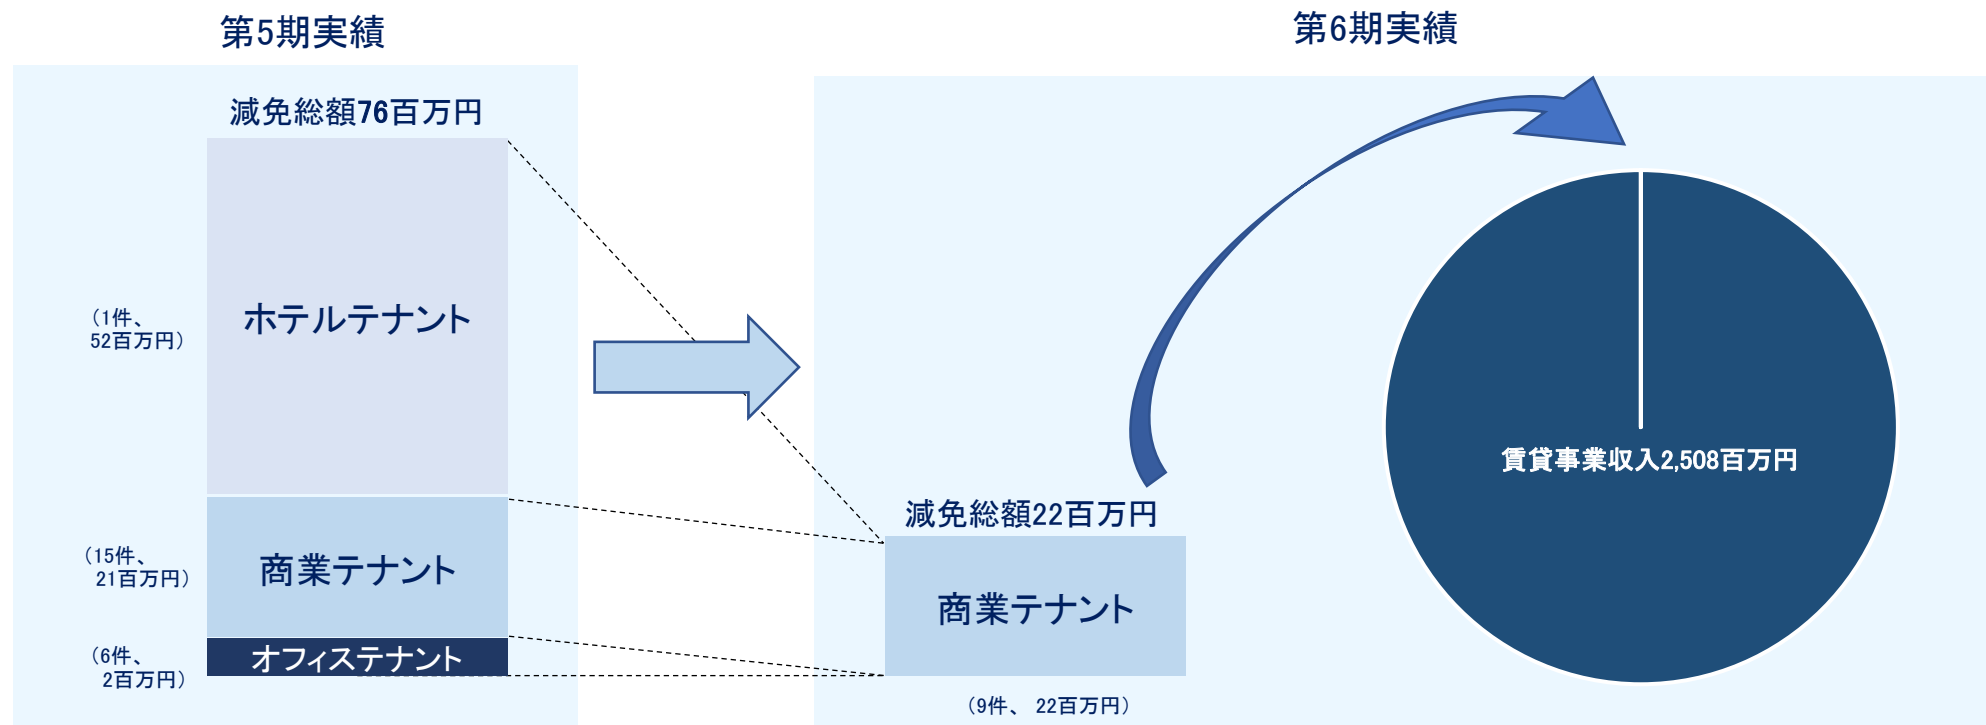 第5期実績
減免総額76百万円
ホテルテナント
（1件、
52百万円）
商業テナント
（15件、
21百万円）
オフィステナント
（6件、
2百万円）
第6期実績
減免総額22百万円
商業テナント
（9件、 22百万円）
賃貸事業収入2,508百万円